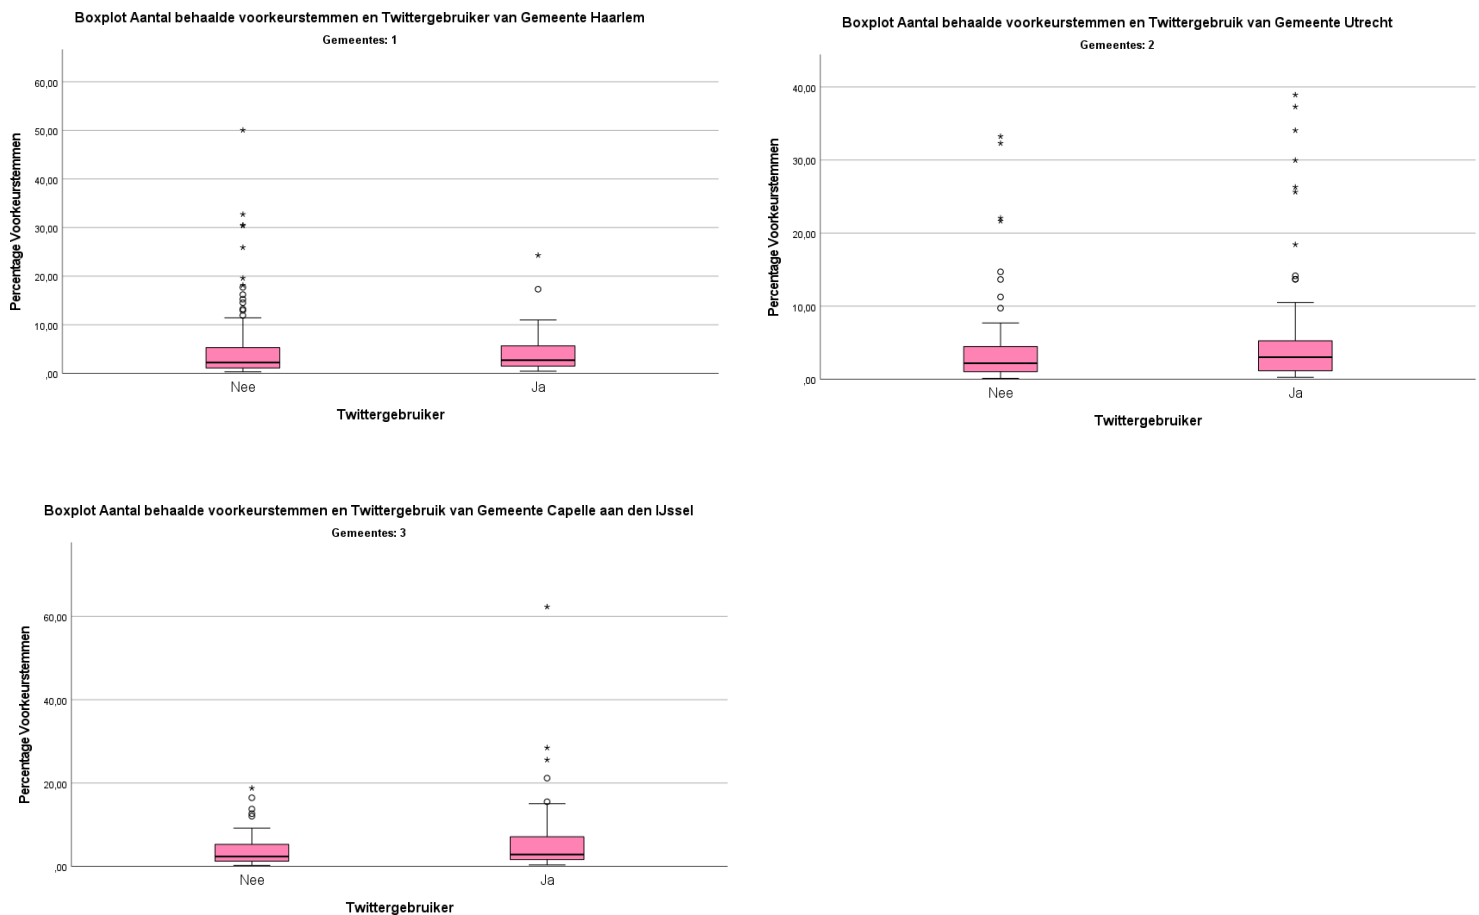 Boxplot Aantal behaalde voorkeurstemmen en Twittergebruiker van Gemeente Haarlem
Gemeentes: 1
Percentage Voorkeurstemmen
60,00
50,00
40,00
30,00
20,00
10,00
,00
Nee
Ja
Twittergebruiker
Boxplot Aantal behaalde voorkeurstemmen en Twittergebruik van Gemeente Utrecht
Gemeentes: 2
Percentage Voorkeurstemmen
40,00
30,00
20,00
10,00
,00
Nee
Ja
Twittergebruiker
Boxplot Aantal behaalde voorkeurstemmen en Twittergebruik van Gemeente Capelle aan den IJssel
Gemeentes: 3
Percentage Voorkeurstemmen
60,00
40,00
20,00
,00
Nee
Ja
Twittergebruiker